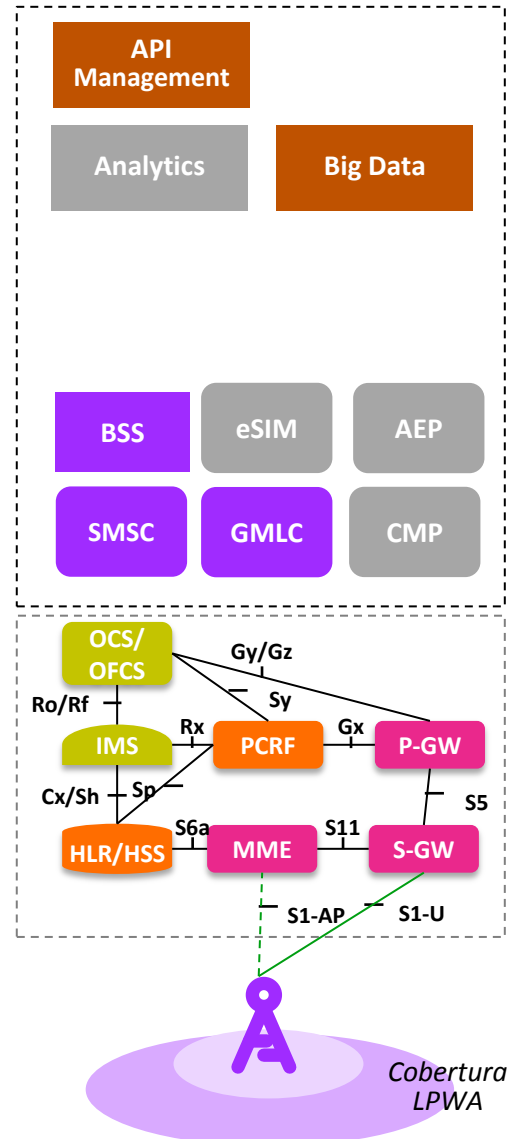 API
Management
Analytics
Big Data
BSS
eSIM
AEP
SMSC
GMLC
CMP
OCS/
OFCS
Gy/Gz
Ro/Rf
Sy
Rx
Gx
IMS
PCRF
P-GW
Cx/Sh
Sp
S5
S6a
S11
HLR/HSS
MME
S-GW
S1-AP
S1-U
Cobertura
LPWA